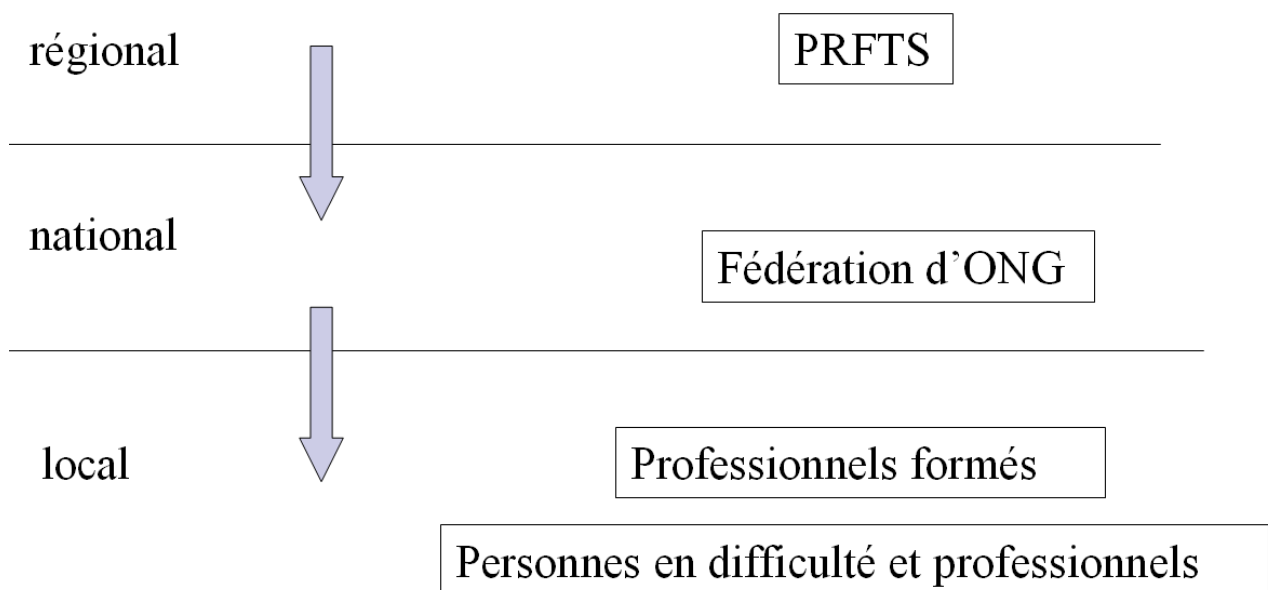 régional
PRFTS
national
Fédération d’ONG
local
Professionnels formés
Personnes en difficulté et professionnels